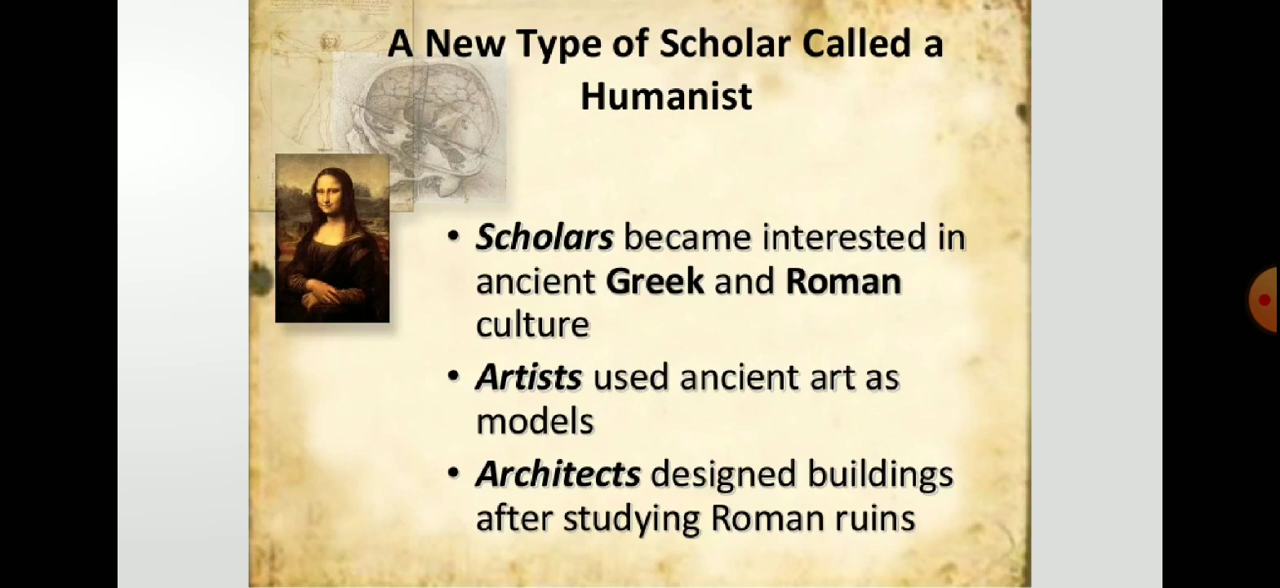 A New Type of Scholar Called a
Humanist
• Scholars became interested in
ancient Greek and Roman
culture
• Artists used ancient art as
models
• Architects designed buildings
after studying Roman ruins